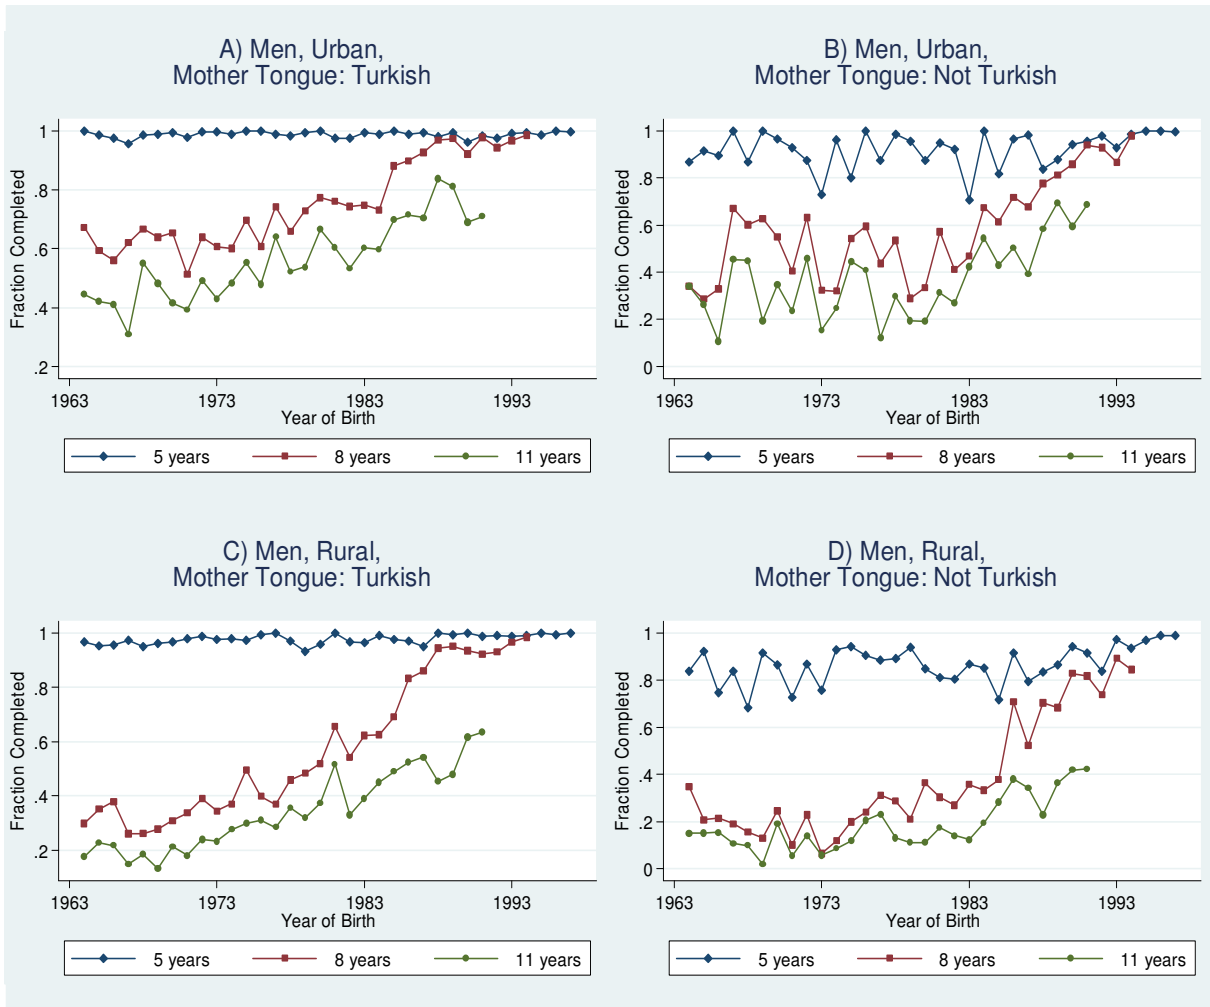 A) Men, Urban,
Mother Tongue: Turkish
Fraction Completed
1
.8
.6
.4
.2
1963 1973 1983 1993
Year of Birth
5 years 8 years 11 years
B) Men, Urban,
Mother Tongue: Not Turkish
Fraction Completed
1
.8
.6
.4
.2
0
1963 1973 1983 1993
Year of Birth
5 years 8 years 11 years
C) Men, Rural,
Mother Tongue: Turkish
Fraction Completed
1
.8
.6
.4
.2
1963 1973 1983 1993
Year of Birth
5 years 8 years 11 years
D) Men, Rural,
Mother Tongue: Not Turkish
Fraction Completed
1
.8
.6
.4
.2
0
1963 1973 1983 1993
Year of Birth
5 years 8 years 11 years